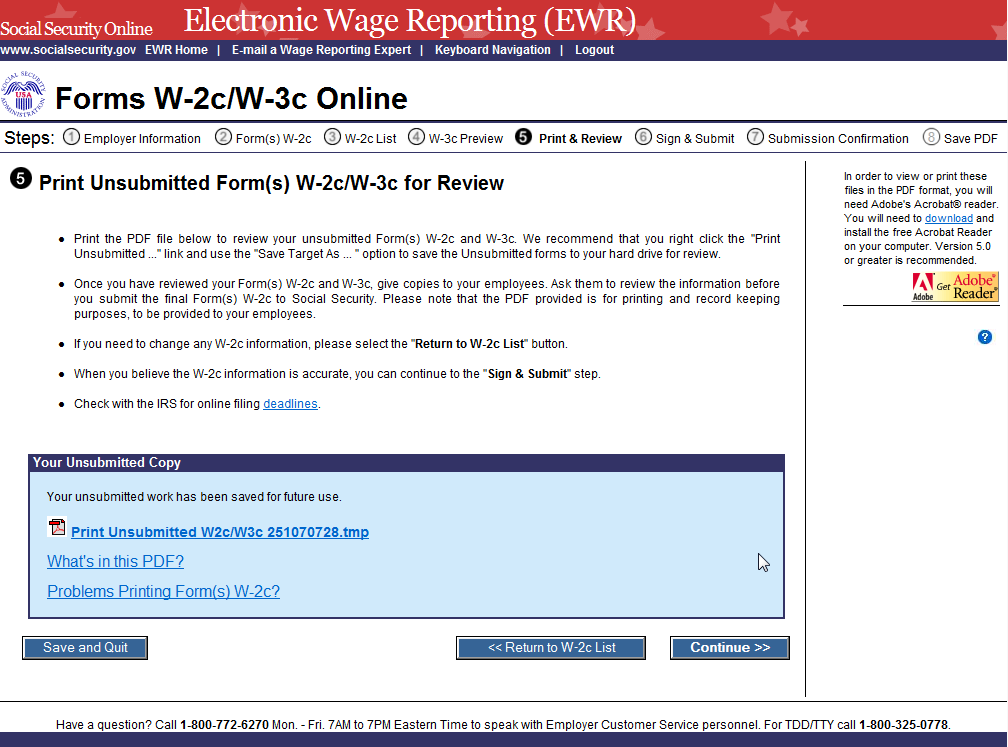 Social Security Online
Electronic Wage Reporting (EWR)
www.socialsecurity.gov EWR Home | E-mail a Wage Reporting Expert | Keyboard Navigation | Logout
SOCIAL SECURITY
USA
ADMINISTRATION
Forms W-2c/W-3c Online
Steps: 1 Employer Information 2 Form(s) W-2c 3 W-2c List 4 W-3c Preview 5 Print & Review 6 Sign & Submit 7 Submission Confirmation 8 Save PDF
5 Print Unsubmitted Form(s) W-2c/W-3c for Review
• Print the PDF file below to review your unsubmitted Form(s) W-2c and W-3c. We recommend that you right click the "Print
Unsubmitted ..." link and use the "Save Target As ... " option to save the Unsubmitted forms to your hard drive for review.
• Once you have reviewed your Form(s) W-2c and W-3c, give copies to your employees. Ask them to review the information before
you submit the final Form(s) W-2c to Social Security. Please note that the PDF provided is for printing and record keeping
purposes, to be provided to your employees.
• If you need to change any W-2c information, please select the "Return to W-2c List" button.
• When you believe the W-2c information is accurate, you can continue to the "Sign & Submit" step.
• Check with the IRS for online filing deadlines.
Your Unsubmitted Copy
Your unsubmitted work has been saved for future use.
Print Unsubmitted W2c/W3c 251070728.tmp
What's in this PDF?
Problems Printing Form(s) W-2c?
Save and Quit
<< Return to W-2c List
Continue >>
In order to view or print these
files in the PDF format, you will
need Adobe's Acrobat® reader.
You will need to download and
install the free Acrobat Reader
on your computer. Version 5.0
or greater is recommended.
Adobe
Get Adobe®
Reader®
?
Have a question? Call 1-800-772-6270 Mon. - Fri. 7AM to 7PM Eastern Time to speak with Employer Customer Service personnel. For TDD/TTY call 1-800-325-0778.